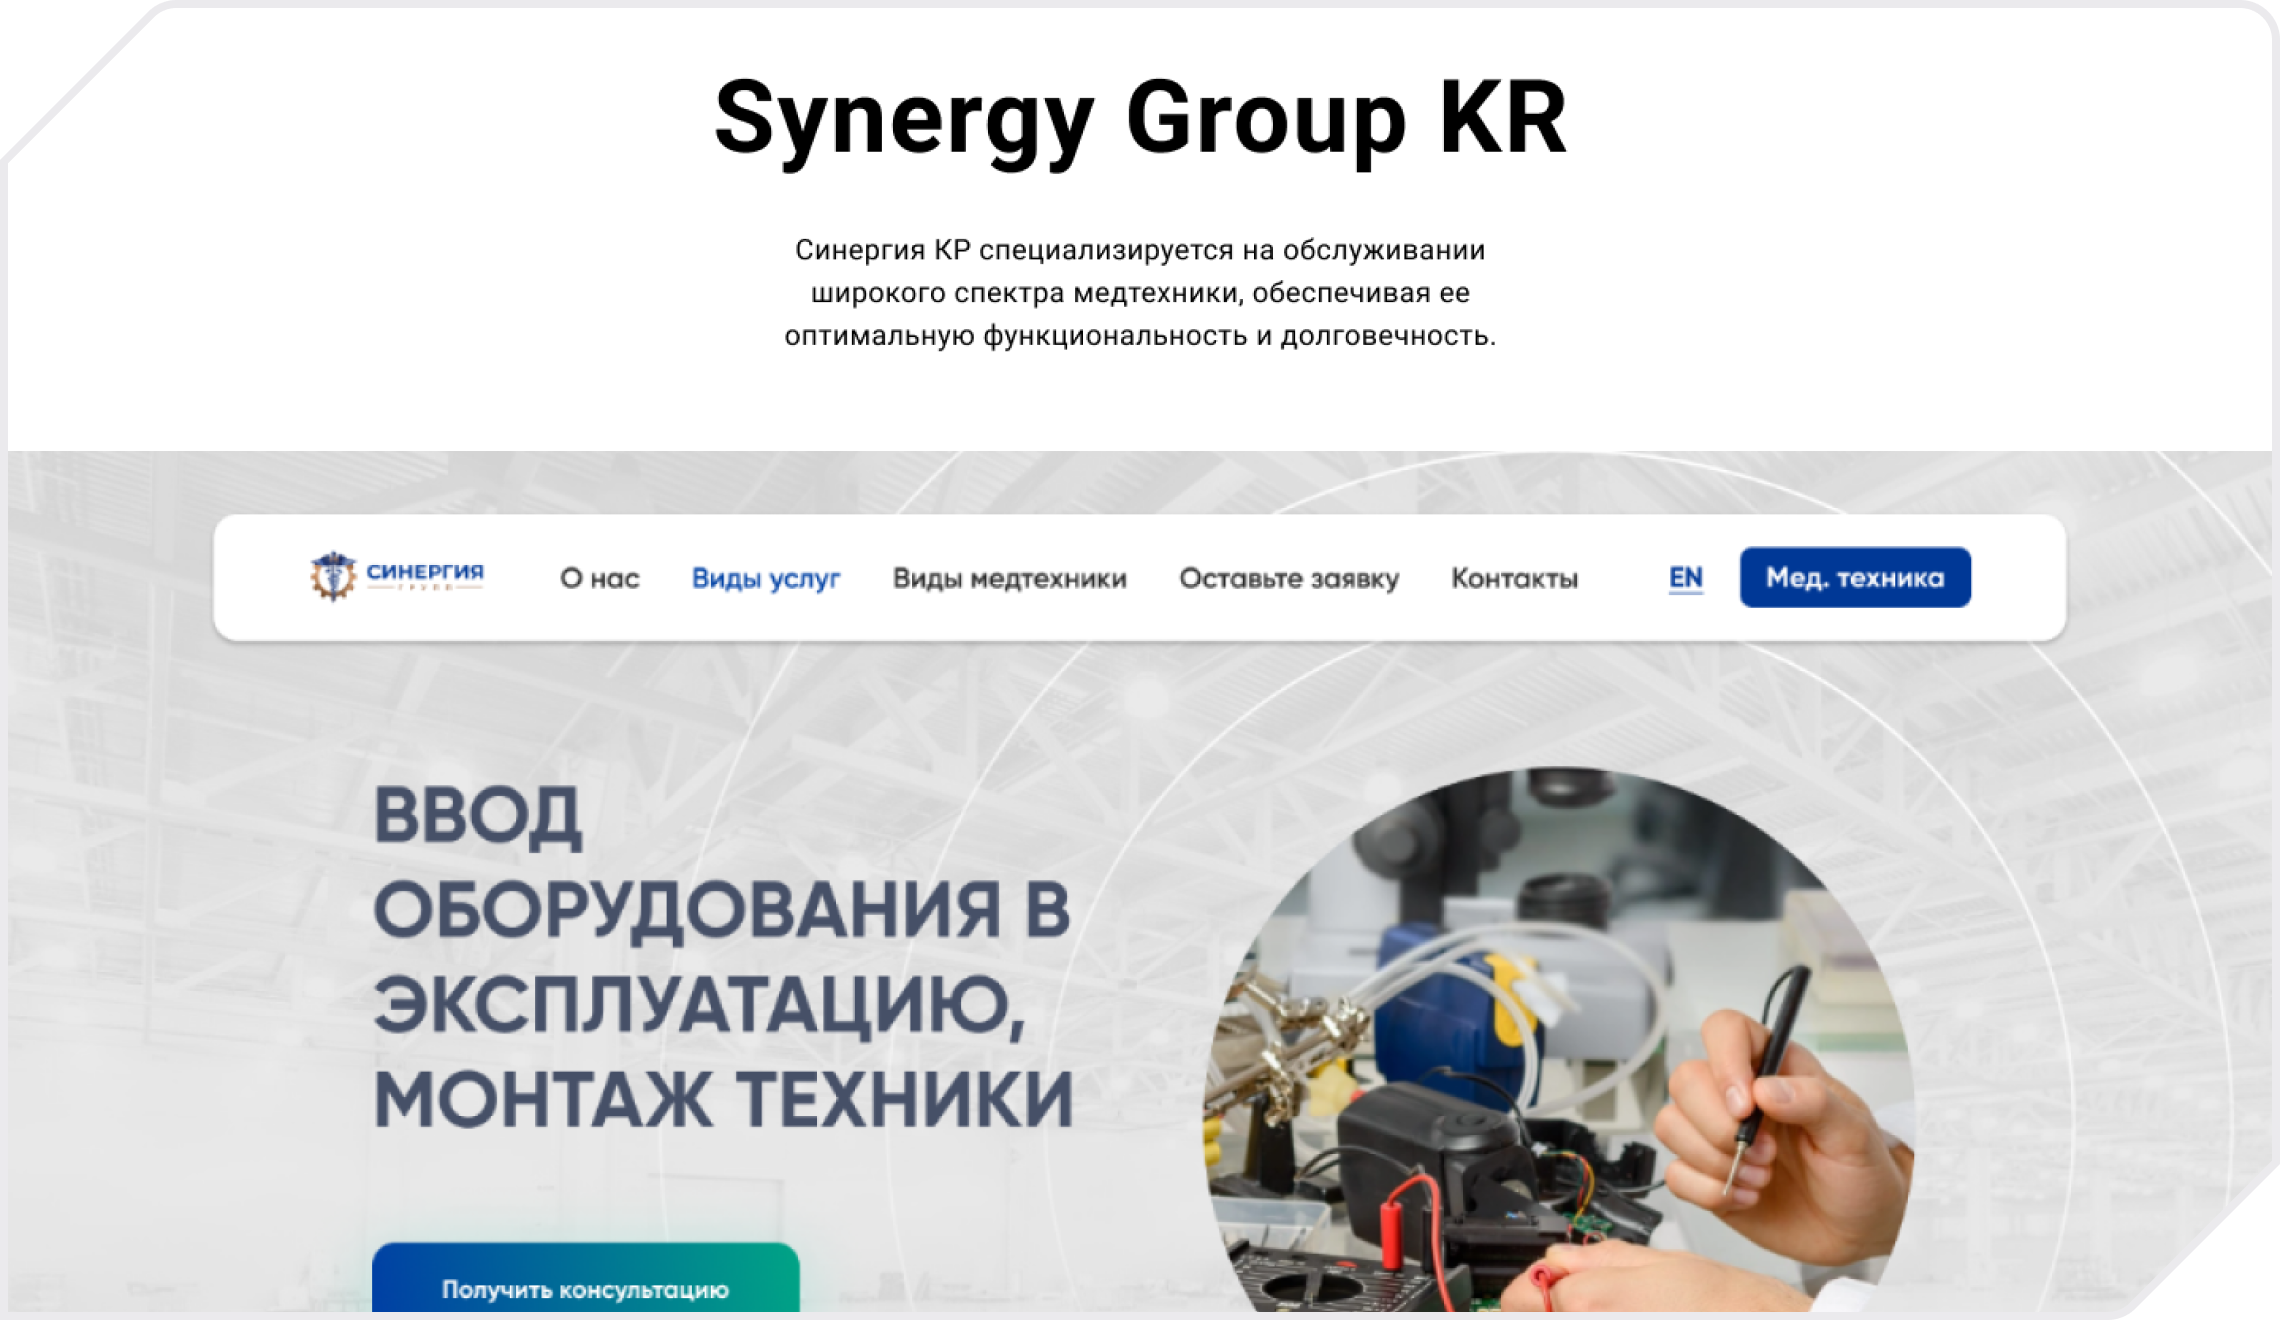 Synergy Group KR
Синергия КР специализируется на обслуживании
широкого спектра медтехники, обеспечивая ее
оптимальную функциональность и долговечность.
СИНЕРГИЯ
ГРУПП
О нас
Виды услуг
Виды медтехники
Оставьте заявку
Контакты
EN
Мед. техника
ВВОД
ОБОРУДОВАНИЯ В
ЭКСПЛУАТАЦИЮ,
МОНТАЖ ТЕХНИКИ
Получить консультацию